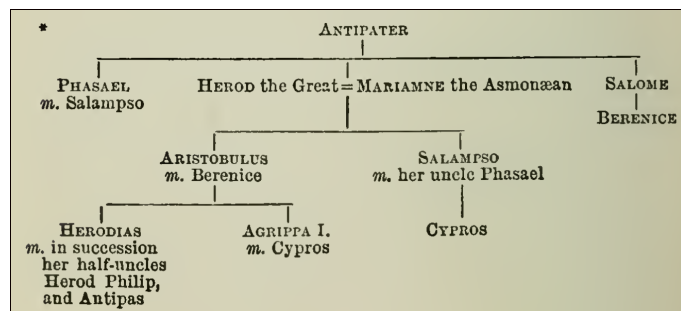 *
ANTIPATER
PHASAEL
m. Salampso
HEROD the Great = MARIAMNE the Asmonæan
SALOME
BERENICE
ARISTOBULUS
m. Berenice
SALAMPSO
m. her uncle Phasael
HERODIAS
m. in succession
her half-uncles
Herod Philip,
and Antipas
AGRIPPA I.
m. Cypros
CYPROS